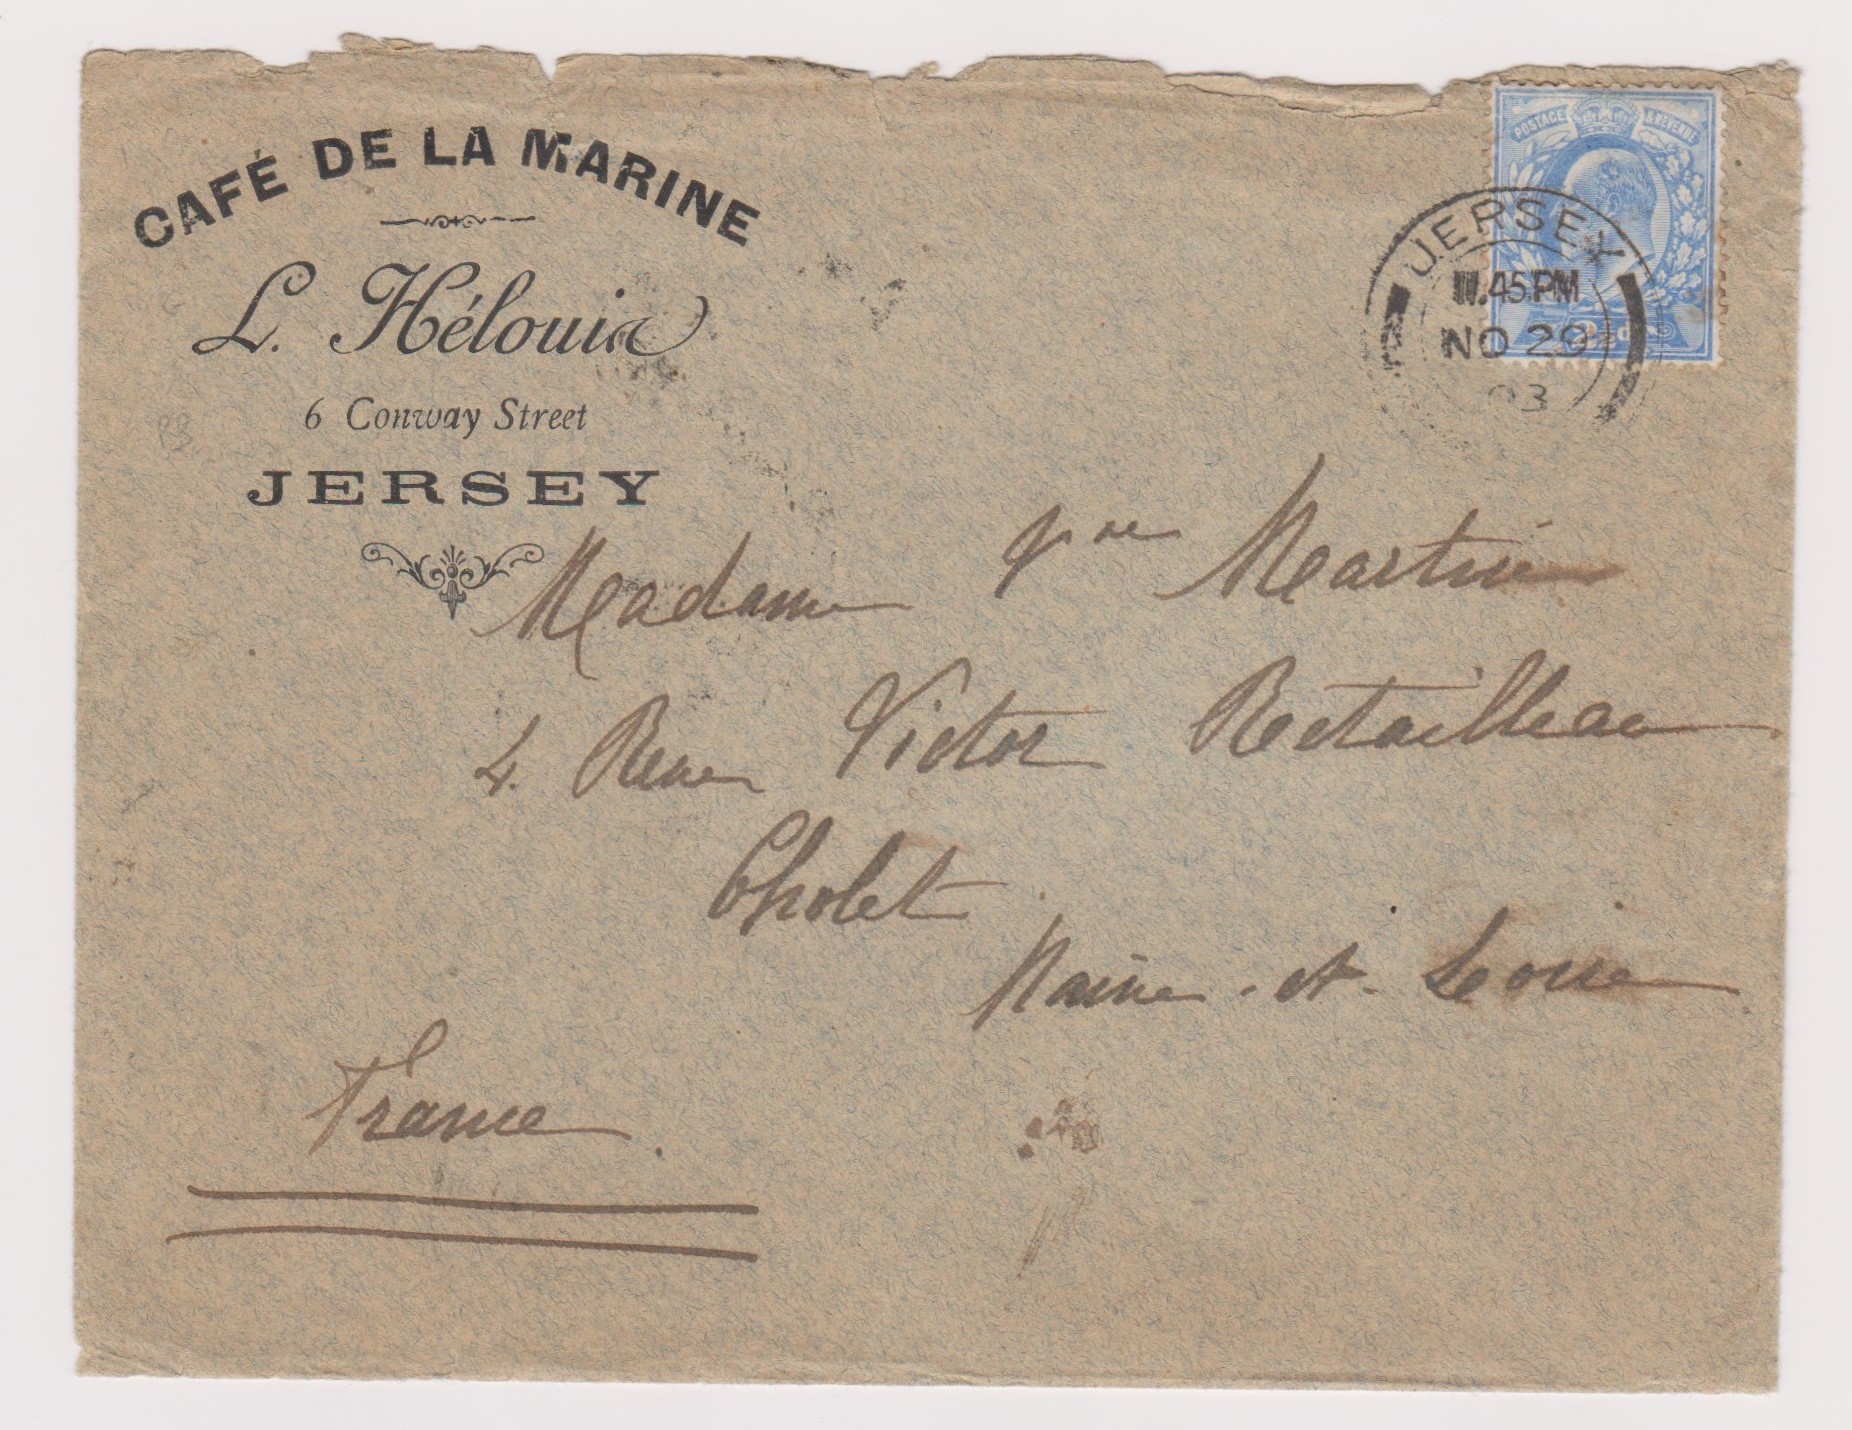 CAFÉ DE LA MARINE
L. Hélouin
6 Conway Street
JERSEY
POSTAGE & REVENUE
JERSEY
.45.PM
NO 29
03
Madame Martin
4. Rue Victor Retailleau
Cholet
Maine-et-Loire
France.